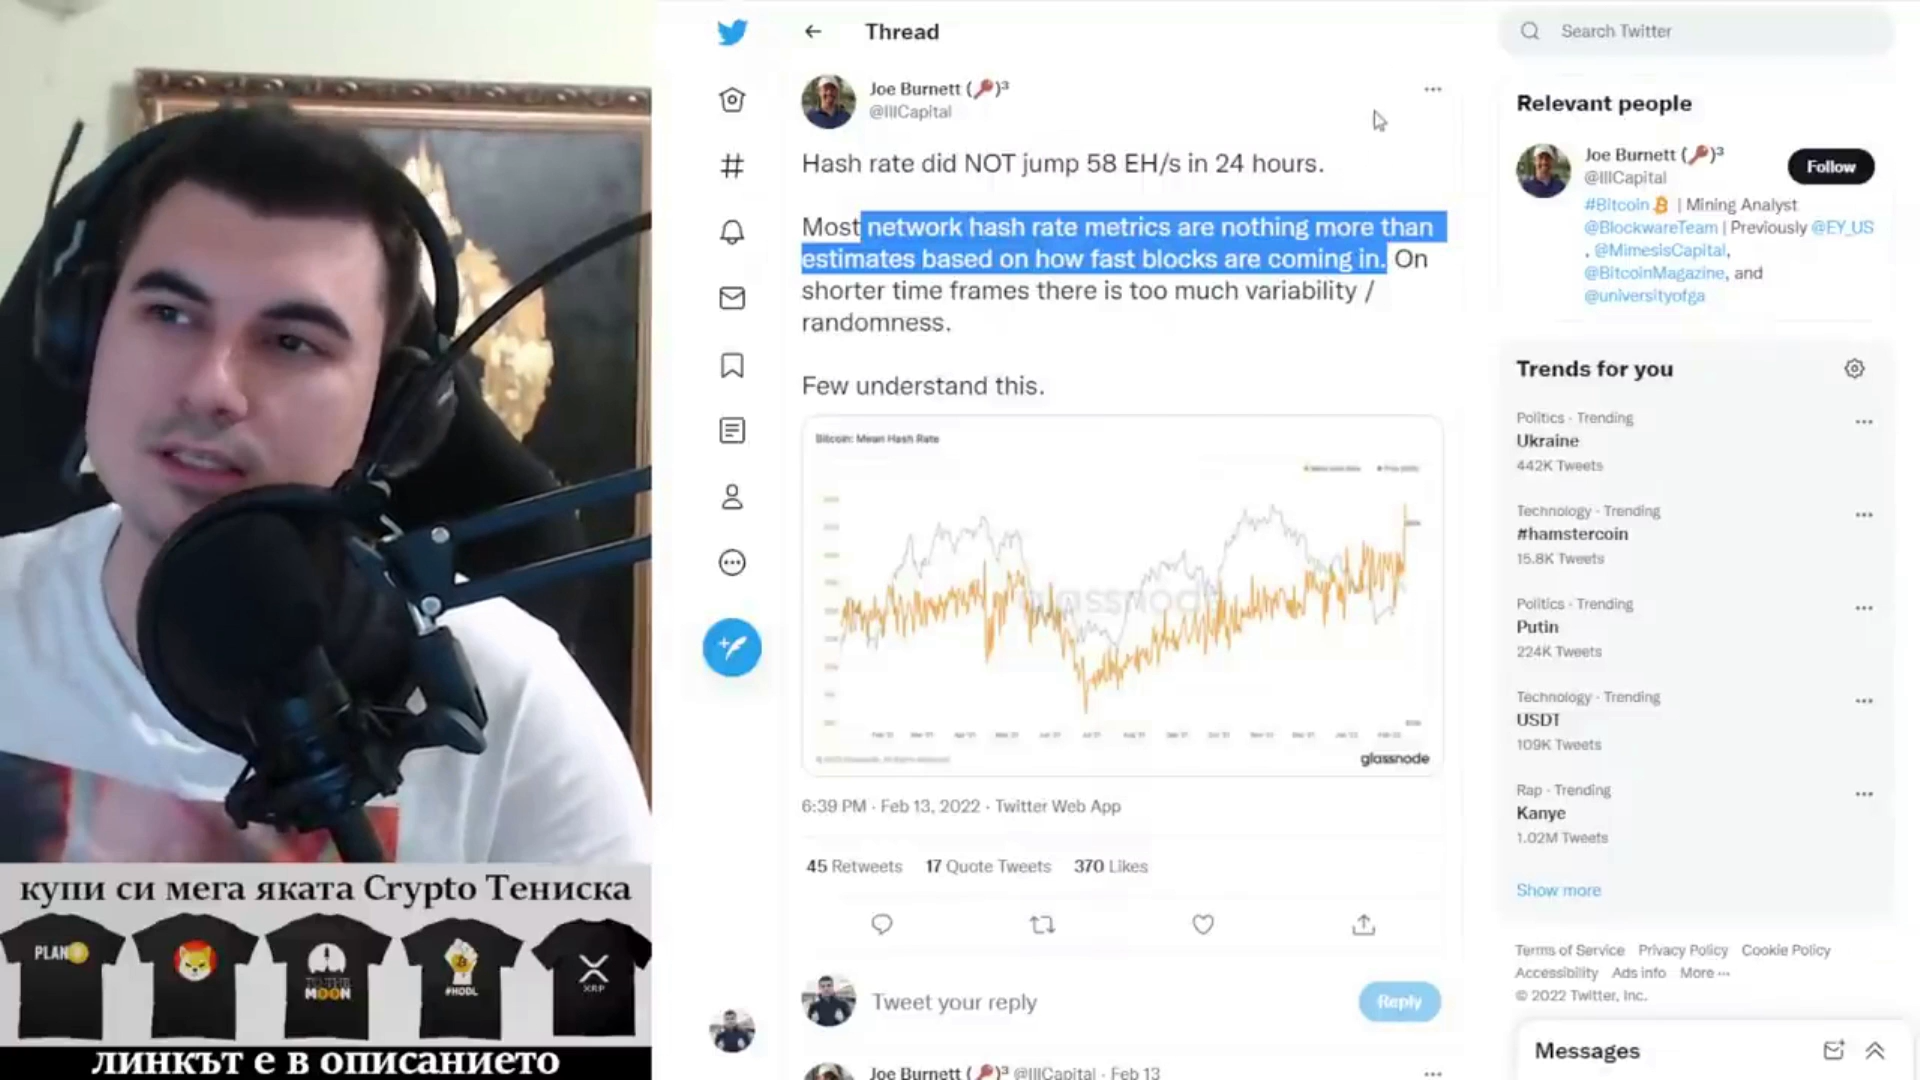 купи си мега яката Crypto Тениска
PLAN
MOON
#HODL
XRP
линкът е в описанието
Thread
Joe Burnett (🔑)³
@IIICapital
Hash rate did NOT jump 58 EH/s in 24 hours.
Most network hash rate metrics are nothing more than
estimates based on how fast blocks are coming in. On
shorter time frames there is too much variability /
randomness.
Few understand this.
Bitcoin: Mean Hash Rate
glassnode
glassnode
6:39 PM · Feb 13, 2022 · Twitter Web App
45 Retweets 17 Quote Tweets 370 Likes
Tweet your reply
Reply
Joe Burnett (🔑)³ @IIICapital · Feb 13
Search Twitter
Relevant people
Joe Burnett (🔑)³
@IIICapital
Follow
#Bitcoin | Mining Analyst
@BlockwareTeam | Previously @EY_US
, @MimesisCapital,
@BitcoinMagazine, and
@universityofga
Trends for you
Politics · Trending
Ukraine
442K Tweets
Technology · Trending
#hamstercoin
15.8K Tweets
Politics · Trending
Putin
224K Tweets
Technology · Trending
USDT
109K Tweets
Rap · Trending
Kanye
1.02M Tweets
Show more
Terms of Service Privacy Policy Cookie Policy
Accessibility Ads info More ···
© 2022 Twitter, Inc.
Messages